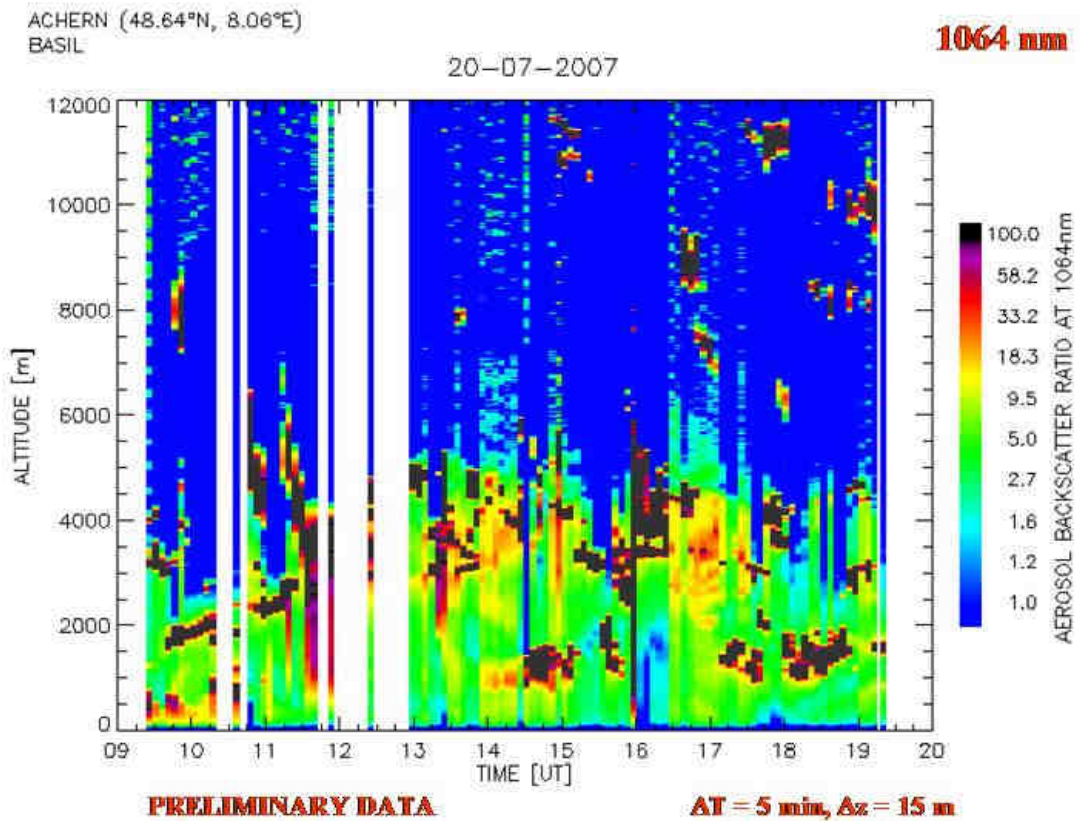 ACHERN (48.64°N, 8.06°E)
BASIL
1064 nm
20-07-2007
12000
10000
8000
6000
4000
2000
0
ALTITUDE [m]
09 10 11 12 13 14 15 16 17 18 19 20
TIME [UT]
100.0
58.2
33.2
18.3
9.5
5.0
2.7
1.6
1.2
1.0
AEROSOL BACKSCATTER RATIO AT 1064nm
PRELIMINARY DATA
ΔT = 5 min, Δz = 15 m